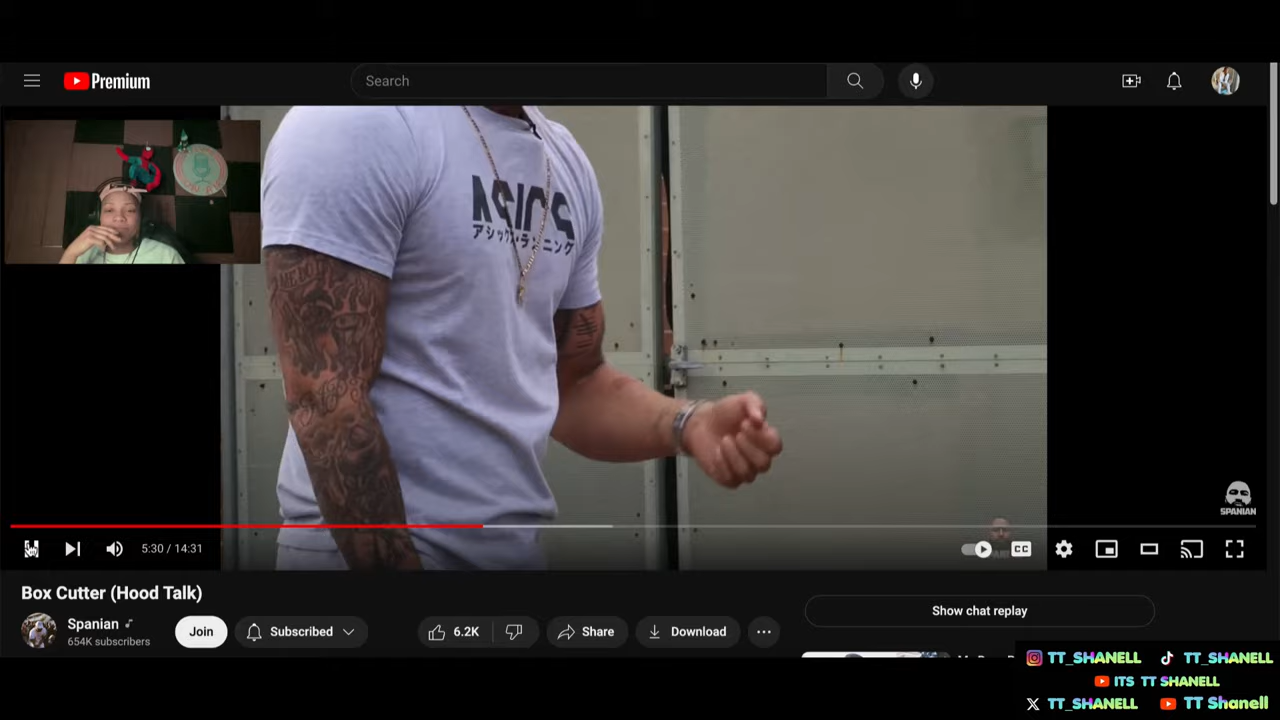 Premium
Search
アシックス・ランニング
SPANIAN
5:30 / 14:31
CC
Box Cutter (Hood Talk)
Spanian
654K subscribers
Join
Subscribed
6.2K
Share
Download
Show chat replay
TT_SHANELL
TT_SHANELL
ITS TT SHANELL
TT_SHANELL
TT Shanell